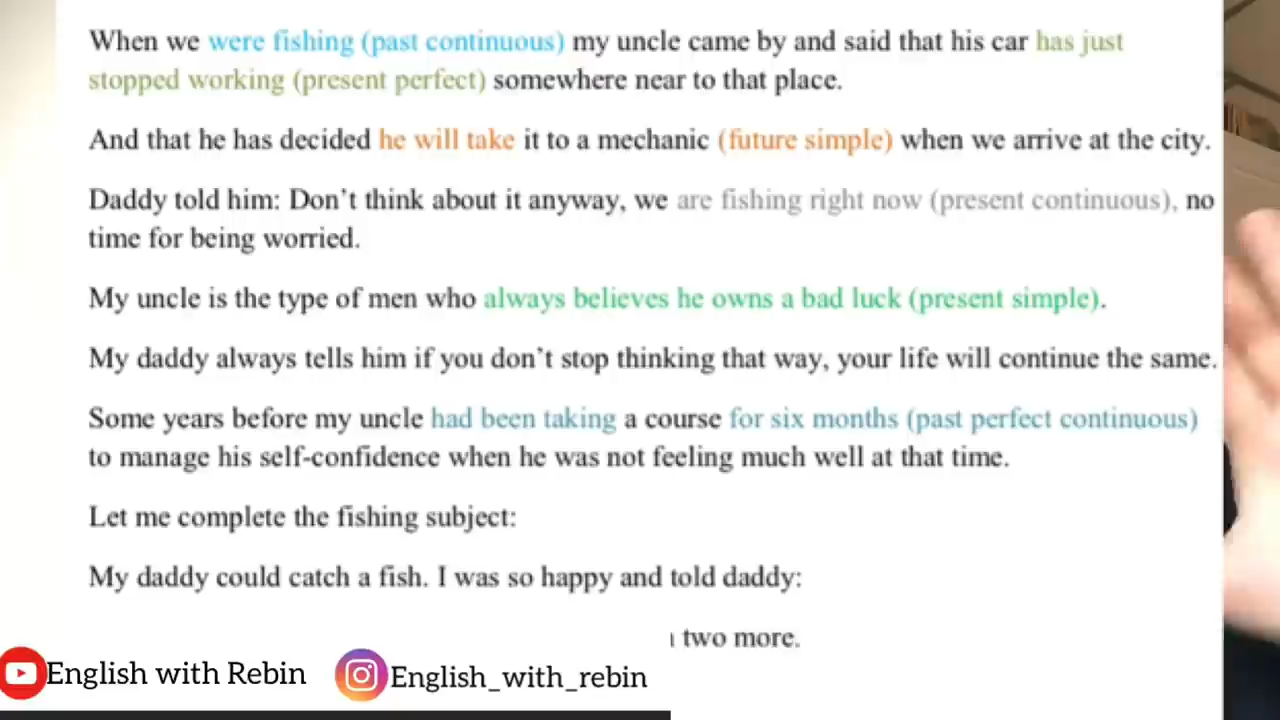 When we were fishing (past continuous) my uncle came by and said that his car has just
stopped working (present perfect) somewhere near to that place.
And that he has decided he will take it to a mechanic (future simple) when we arrive at the city.
Daddy told him: Don't think about it anyway, we are fishing right now (present continuous), no
time for being worried.
My uncle is the type of men who always believes he owns a bad luck (present simple).
My daddy always tells him if you don't stop thinking that way, your life will continue the same.
Some years before my uncle had been taking a course for six months (past perfect continuous)
to manage his self-confidence when he was not feeling much well at that time.
Let me complete the fishing subject:
My daddy could catch a fish. I was so happy and told daddy:
two more.
English with Rebin
English_with_rebin